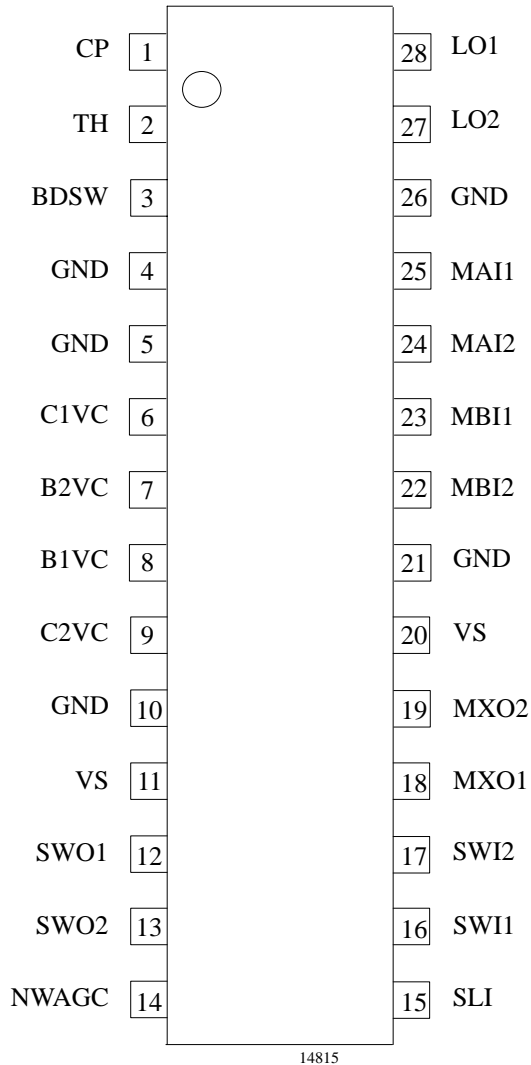 CP 1 28 LO1
TH 2 27 LO2
BDSW 3 26 GND
GND 4 25 MAI1
GND 5 24 MAI2
C1VC 6 23 MBI1
B2VC 7 22 MBI2
B1VC 8 21 GND
C2VC 9 20 VS
GND 10 19 MXO2
VS 11 18 MXO1
SWO1 12 17 SWI2
SWO2 13 16 SWI1
NWAGC 14 15 SLI
14815